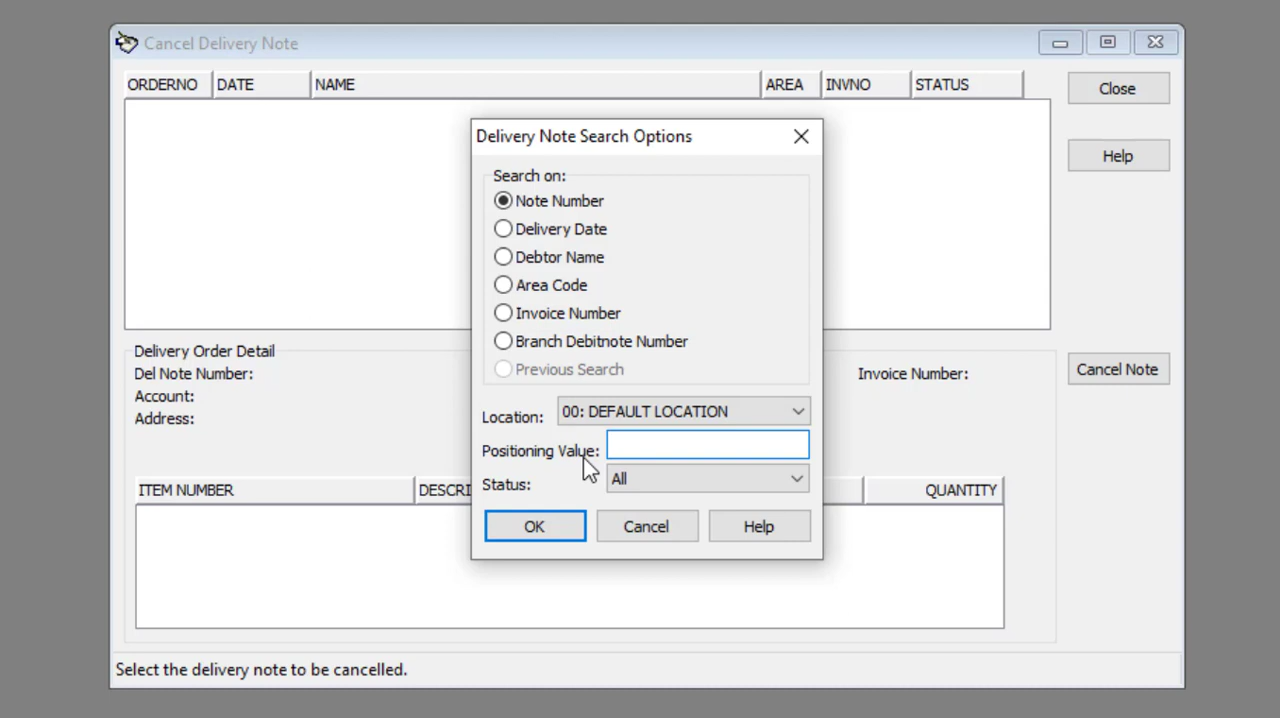 Cancel Delivery Note
ORDERNO DATE NAME AREA INVNO STATUS
Close
Help
Delivery Note Search Options
Search on:
Note Number
Delivery Date
Debtor Name
Area Code
Invoice Number
Branch Debitnote Number
Previous Search
Location: 00: DEFAULT LOCATION
Positioning Value:
Status: All
OK Cancel Help
Delivery Order Detail
Del Note Number: Invoice Number:
Account:
Address:
Cancel Note
ITEM NUMBER DESCRI QUANTITY
Select the delivery note to be cancelled.